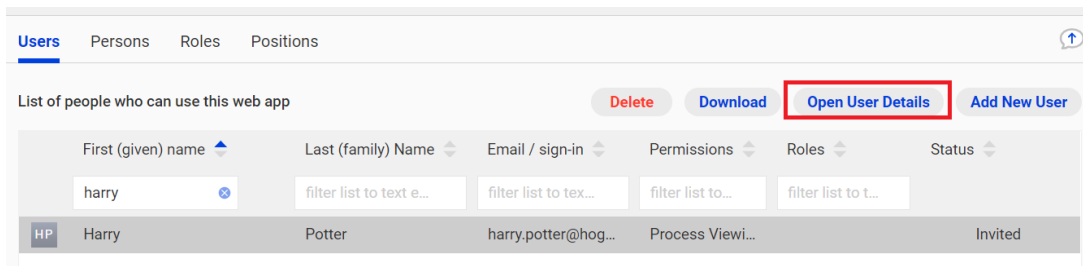 Users Persons Roles Positions
List of people who can use this web app Delete Download Open User Details Add New User
First (given) name Last (family) Name Email / sign-in Permissions Roles Status
harry filter list to text e... filter list to tex... filter list to... filter list to t...
HP Harry Potter harry.potter@hog... Process Viewi... Invited